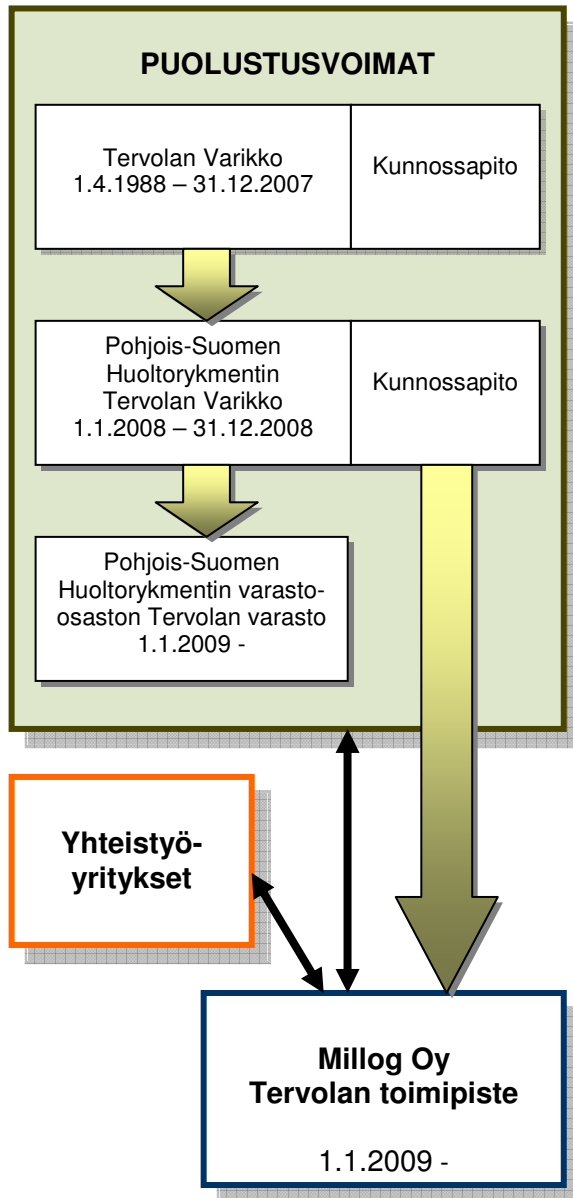 PUOLUSTUSVOIMAT
Tervolan Varikko
1.4.1988 – 31.12.2007
Kunnossapito
Pohjois-Suomen
Huoltorykmentin
Tervolan Varikko
1.1.2008 – 31.12.2008
Kunnossapito
Pohjois-Suomen
Huoltorykmentin varasto-
osaston Tervolan varasto
1.1.2009 -
Yhteistyö-
yritykset
Millog Oy
Tervolan toimipiste
1.1.2009 -